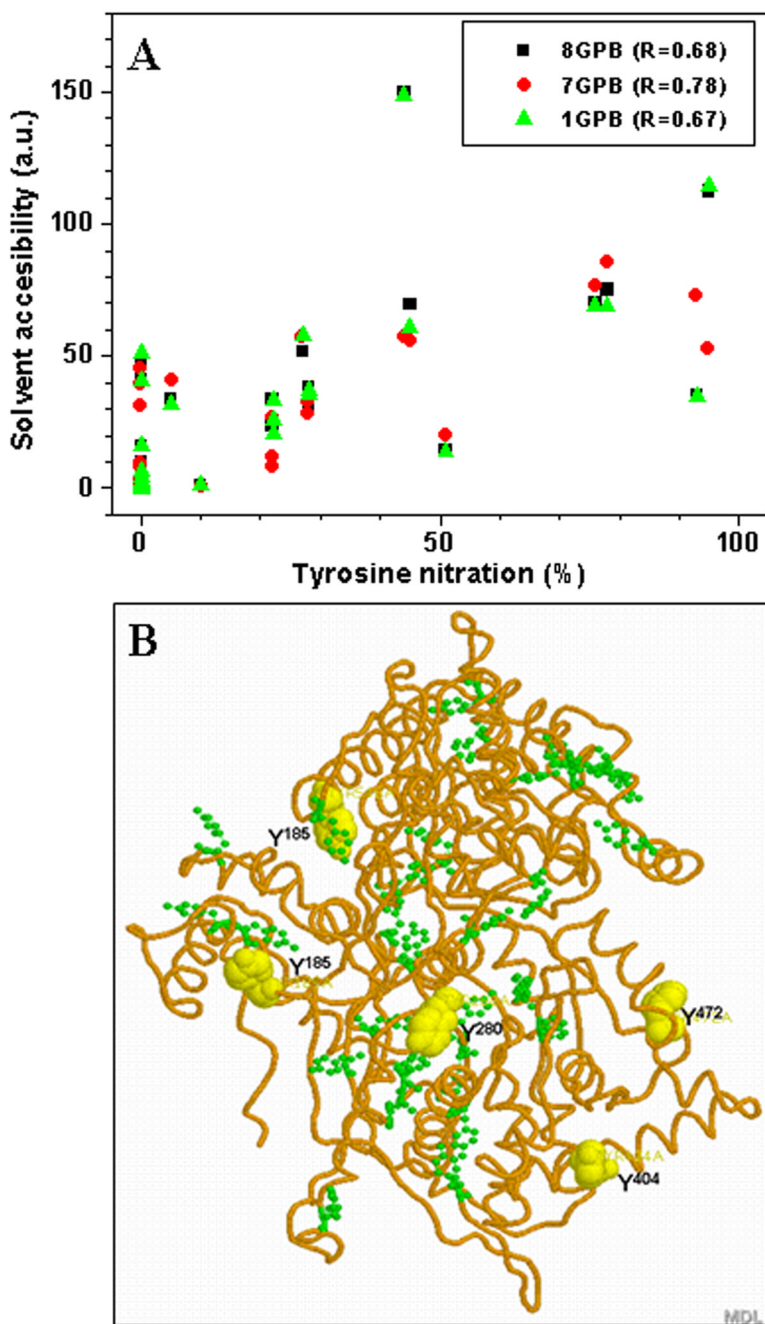 A
8GPB (R=0.68)
7GPB (R=0.78)
1GPB (R=0.67)
150
100
50
0
Solvent accesibility (a.u.)
0
50
100
Tyrosine nitration (%)
B
Y185
Y185
Y280
Y472
Y404
MDL